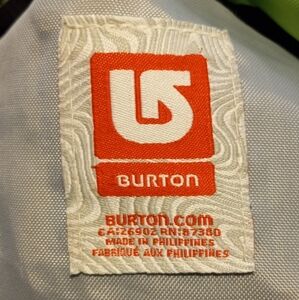 BURTON
BURTON.COM
CA:26902 RN:87380
MADE IN PHILIPPINES
FABRIQUÉ AUX PHILIPPINES